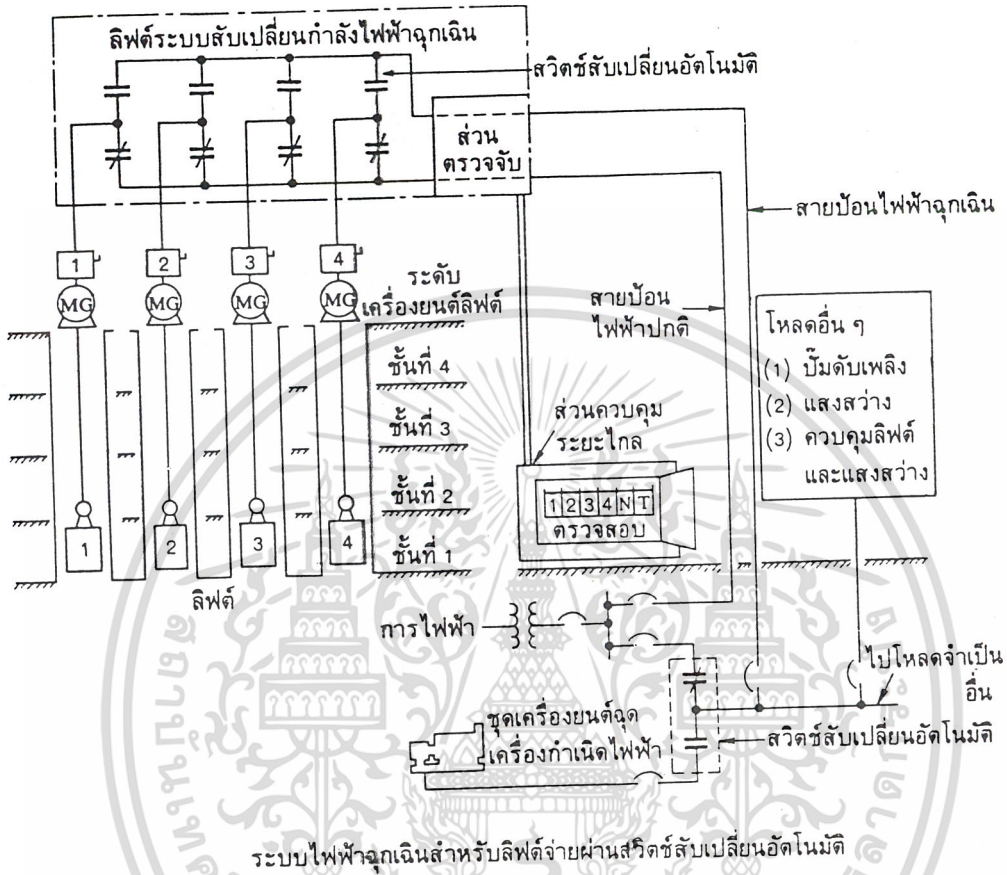 ลิฟต์ระบบสับเปลี่ยนกำลังไฟฟ้าฉุกเฉิน
สวิตช์สับเปลี่ยนอัตโนมัติ
ส่วน
ตรวจจับ
สายป้อนไฟฟ้าฉุกเฉิน
1 2 3 4
MG MG MG MG
ระดับ
เครื่องยนต์ลิฟต์
สายป้อน
ไฟฟ้าปกติ
โหลดอื่น ๆ
(1) ปั๊มดับเพลิง
(2) แสงสว่าง
(3) ควบคุมลิฟต์
และแสงสว่าง
ชั้นที่ 4
ชั้นที่ 3
ชั้นที่ 2
ชั้นที่ 1
ส่วนควบคุม
ระยะไกล
1 2 3 4 N T
ตรวจสอบ
1 2 3 4
ลิฟต์
การไฟฟ้า
ไปโหลดจำเป็น
อื่น
ชุดเครื่องยนต์ฉุด
เครื่องกำเนิดไฟฟ้า
สวิตช์สับเปลี่ยนอัตโนมัติ
ระบบไฟฟ้าฉุกเฉินสำหรับลิฟต์จ่ายผ่านสวิตช์สับเปลี่ยนอัตโนมัติ